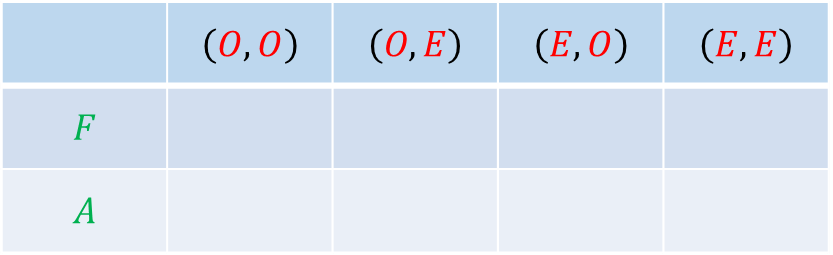 (O, O) (O, E) (E, O) (E, E)
F
A